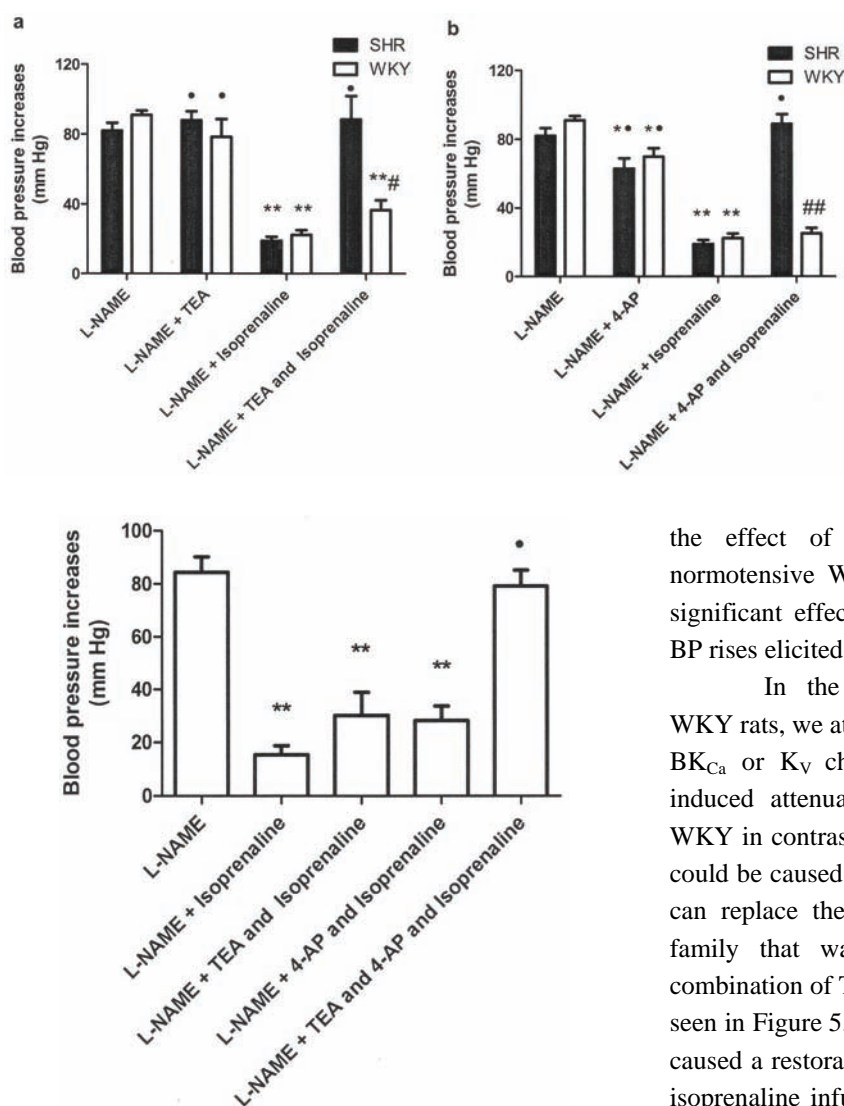 a
SHR
WKY
120
80
40
0
Blood pressure increases
(mm Hg)
• •
** **
•
**#
L-NAME
L-NAME + TEA
L-NAME + Isoprenaline
L-NAME + TEA and Isoprenaline
b
SHR
WKY
120
80
40
0
Blood pressure increases
(mm Hg)
*• *•
** **
•
##
L-NAME
L-NAME + 4-AP
L-NAME + Isoprenaline
L-NAME + 4-AP and Isoprenaline
100
80
60
40
20
0
Blood pressure increases
(mm Hg)
**
**
**
•
L-NAME
L-NAME + Isoprenaline
L-NAME + TEA and Isoprenaline
L-NAME + 4-AP and Isoprenaline
L-NAME + TEA and 4-AP and Isoprenaline
the effect of
normotensive W
significant effec
BP rises elicited
In the
WKY rats, we at
BKCa or KV ch
induced attenua
WKY in contras
could be caused
can replace the
family that wa
combination of T
seen in Figure 5.
caused a restora
isoprenaline infu